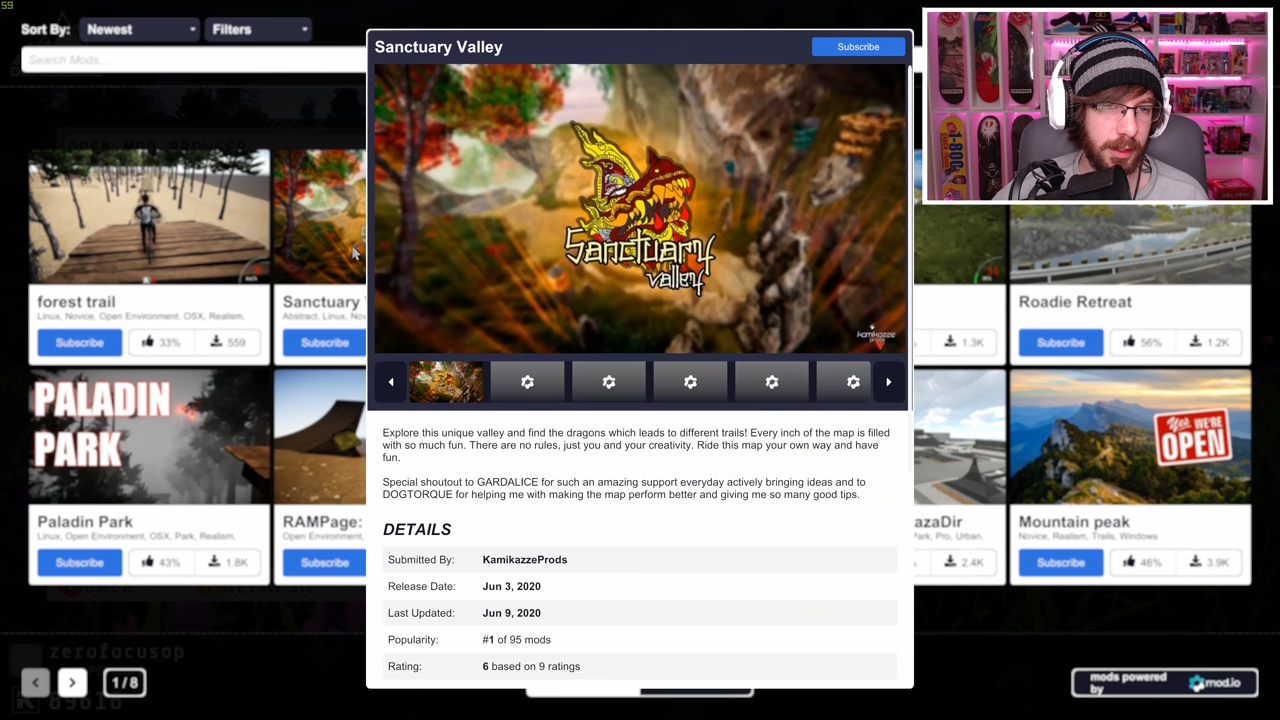 59
Sort By:
Newest
Filters
Search Mods...
Sanctuary Valley
Subscribe
Sanctuary
valley
kamikazze
prods
forest trail
Linux, Novice, Open Environment, OSX, Realism,
Subscribe
33%
559
Sanctuary
Abstract, Linux, No
Subscribe
1.3K
Roadie Retreat
Subscribe
56%
1.2K
Explore this unique valley and find the dragons which leads to different trails! Every inch of the map is filled
with so much fun. There are no rules, just you and your creativity. Ride this map your own way and have
fun.
Special shoutout to GARDALICE for such an amazing support everyday actively bringing ideas and to
DOGTORQUE for helping me with making the map perform better and giving me so many good tips.
DETAILS
Submitted By: KamikazzeProds
Release Date: Jun 3, 2020
Last Updated: Jun 9, 2020
Popularity: #1 of 95 mods
Rating: 6 based on 9 ratings
PALADIN
PARK
Paladin Park
Linux, Open Environment, OSX, Park, Realism,
Subscribe
43%
1.8K
RAMPage:
Open Environment,
Subscribe
azaDir
Park, Pro, Urban,
2.4K
Yes, WE'RE
OPEN
Mountain peak
Novice, Realism, Trails, Windows
Subscribe
46%
3.9K
zerofocusop
1/8
mods powered
by
mod.io